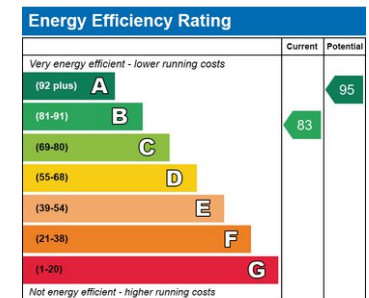 Energy Efficiency Rating
Current Potential
Very energy efficient - lower running costs
(92 plus) A
95
(81-91) B
83
(69-80) C
(55-68) D
(39-54) E
(21-38) F
(1-20) G
Not energy efficient - higher running costs